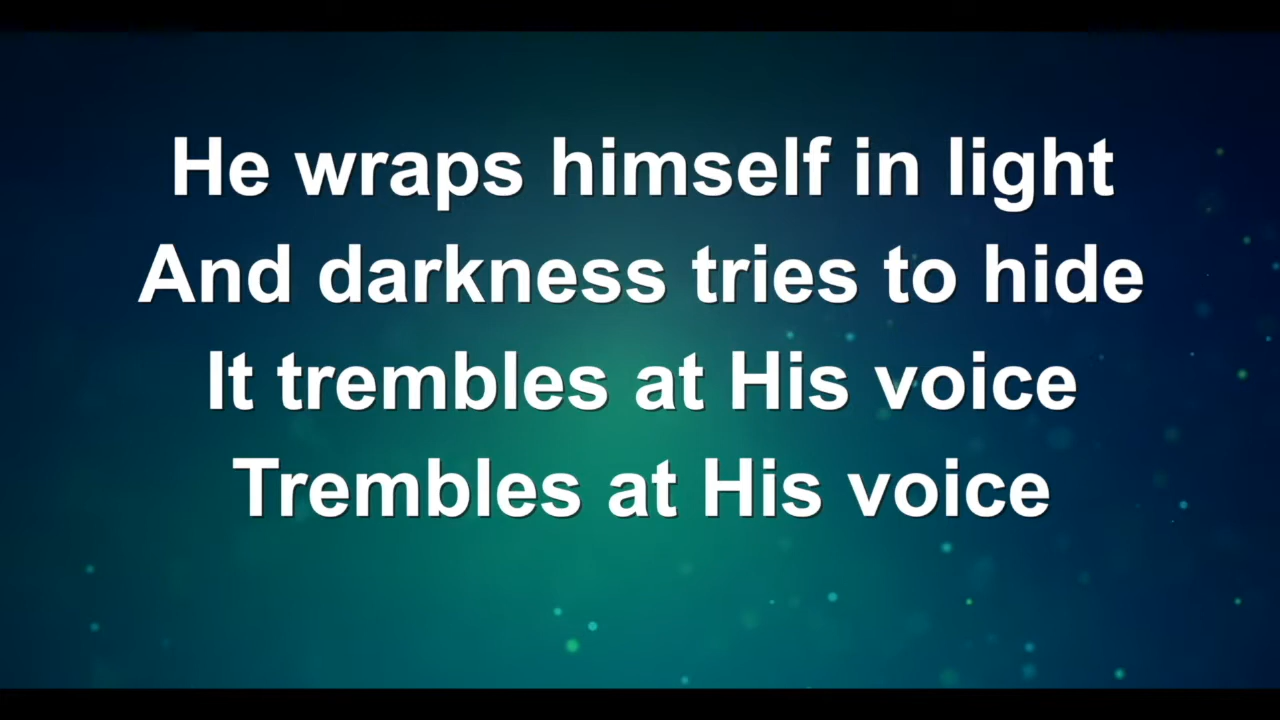 He wraps himself in light
And darkness tries to hide
It trembles at His voice
Trembles at His voice